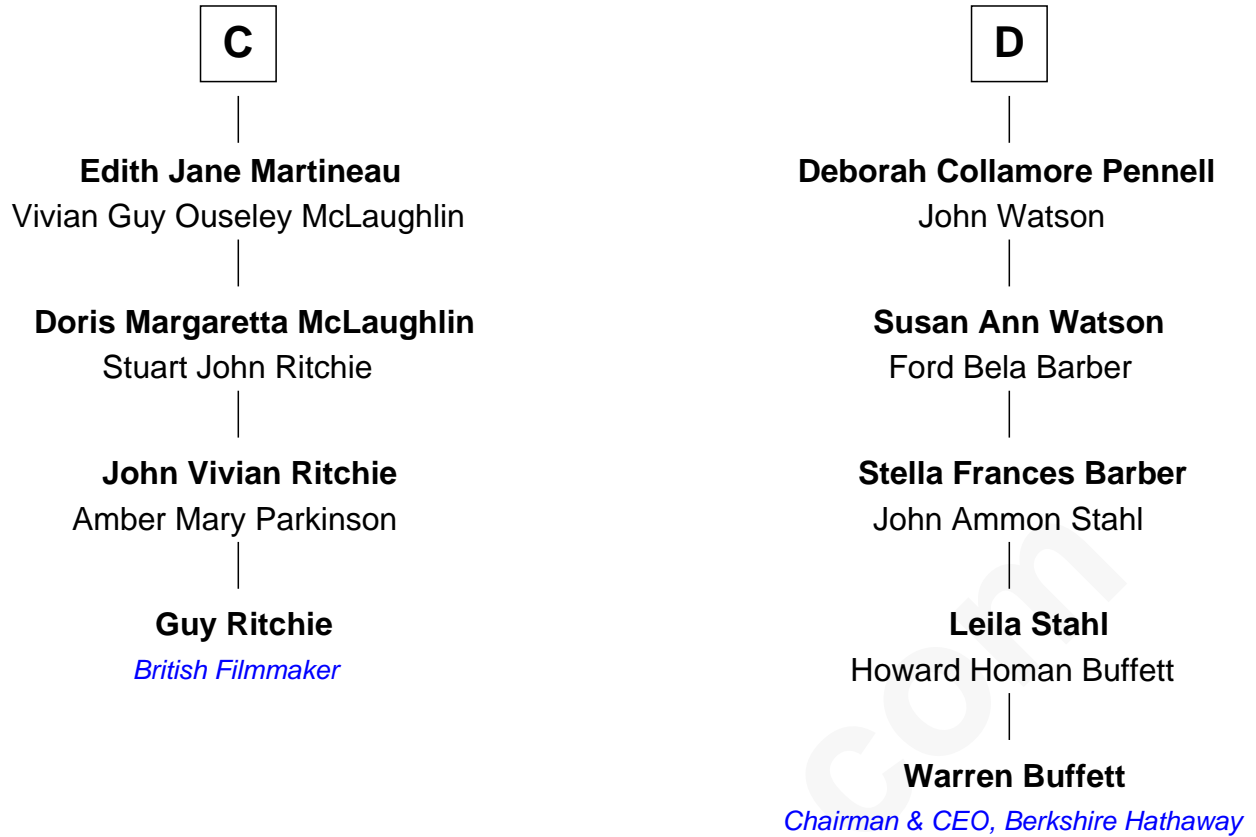 C
Edith Jane Martineau
Vivian Guy Ouseley McLaughlin
Doris Margaretta McLaughlin
Stuart John Ritchie
John Vivian Ritchie
Amber Mary Parkinson
Guy Ritchie
British Filmmaker
D
Deborah Collamore Pennell
John Watson
Susan Ann Watson
Ford Bela Barber
Stella Frances Barber
John Ammon Stahl
Leila Stahl
Howard Homan Buffett
Warren Buffett
Chairman & CEO, Berkshire Hathaway
com